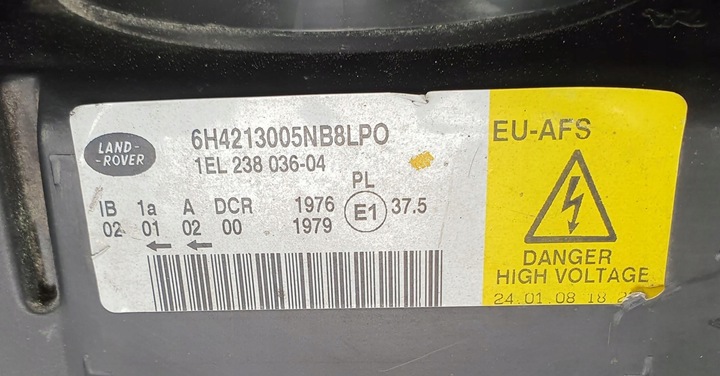 LAND-
-ROVER
6H4213005NB8LPO
1EL 238 036-04
PL
IB 1a A DCR 1976 E1 37.5
02 01 02 00 1979
EU-AFS
DANGER
HIGH VOLTAGE
24.01.08 18